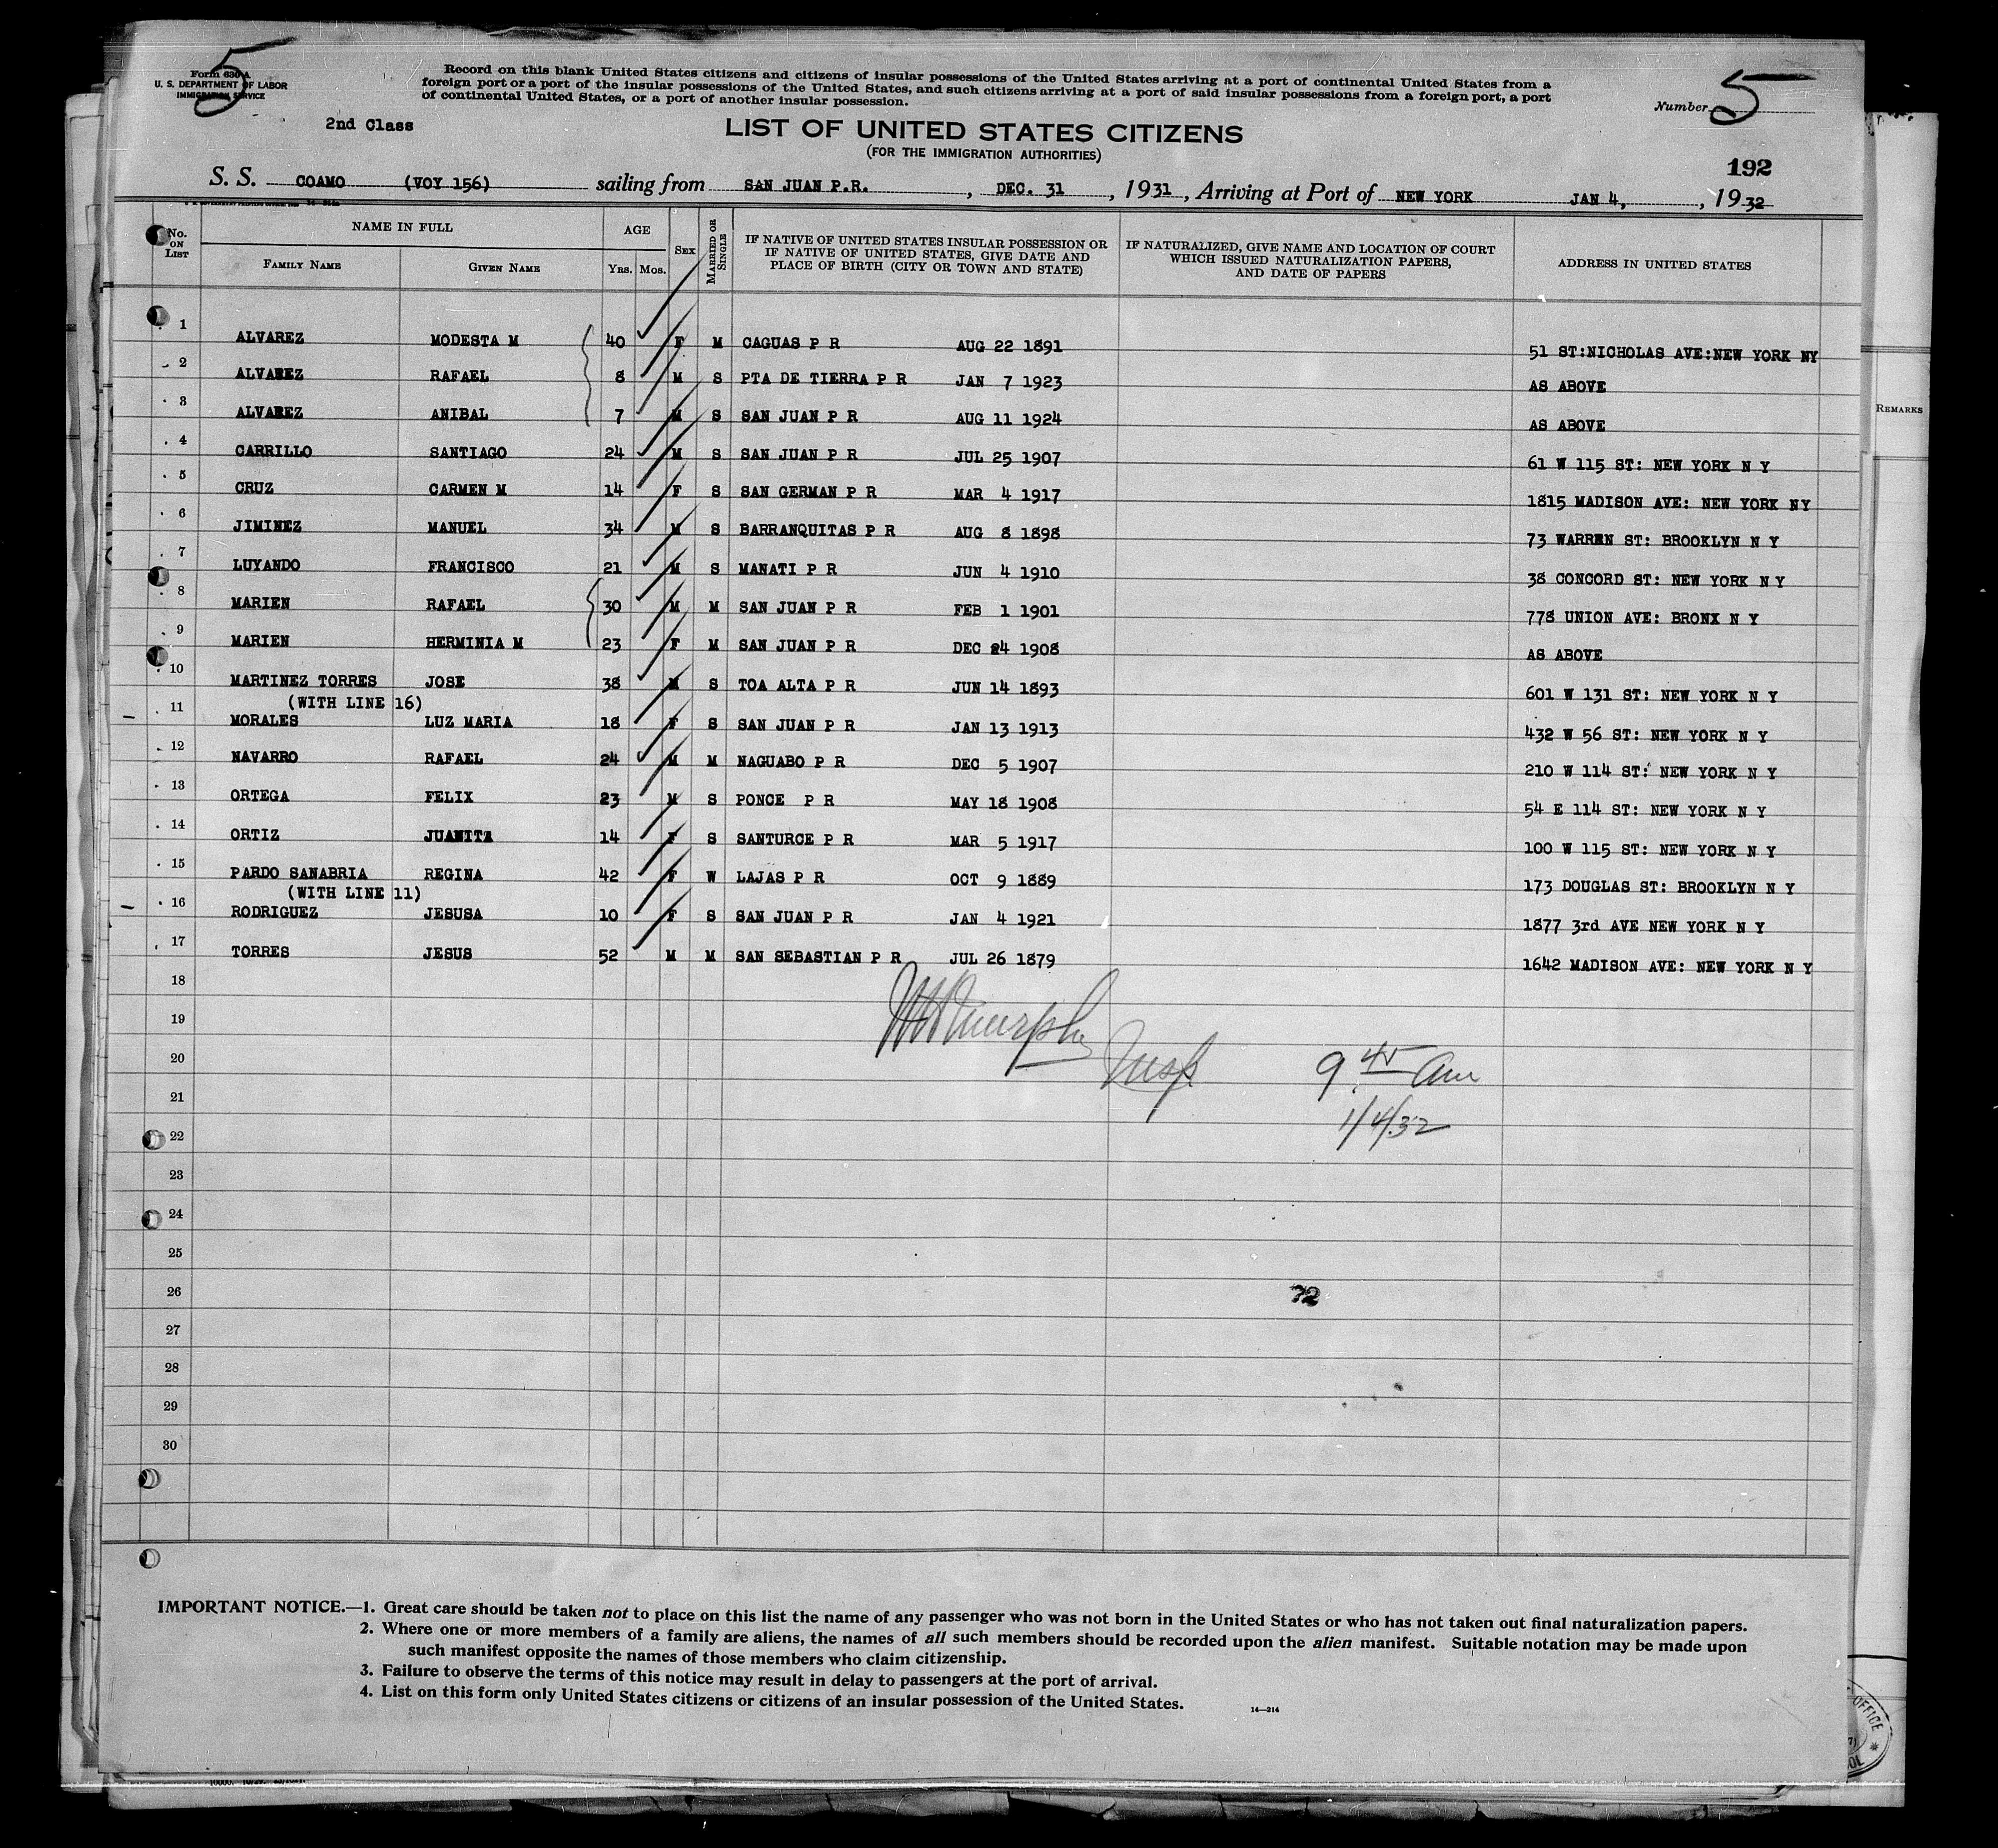 5
Form 630 A
U. S. DEPARTMENT OF LABOR
IMMIGRATION SERVICE
Record on this blank United States citizens and citizens of insular possessions of the United States arriving at a port of continental United States from a
foreign port or a port of the insular possessions of the United States, and such citizens arriving at a port of said insular possessions from a foreign port, a port
of continental United States, or a port of another insular possession.
Number 5
2nd Class
LIST OF UNITED STATES CITIZENS
(FOR THE IMMIGRATION AUTHORITIES)
192
S. S. COAMO (VOY 156) sailing from SAN JUAN P.R. , DEC. 31 , 1931 , Arriving at Port of NEW YORK JAN 4, , 1932
No. ON LIST NAME IN FULL FAMILY NAME GIVEN NAME AGE YRS. MOS. SEX MARRIED OR SINGLE
IF NATIVE OF UNITED STATES INSULAR POSSESSION OR
IF NATIVE OF UNITED STATES, GIVE DATE AND
PLACE OF BIRTH (CITY OR TOWN AND STATE)
IF NATURALIZED, GIVE NAME AND LOCATION OF COURT
WHICH ISSUED NATURALIZATION PAPERS,
AND DATE OF PAPERS
ADDRESS IN UNITED STATES
REMARKS
1 ALVAREZ MODESTA M 40 F M CAGUAS P R AUG 22 1891 51 ST:NICHOLAS AVE:NEW YORK NY
2 ALVAREZ RAFAEL 8 M S PTA DE TIERRA P R JAN 7 1923 AS ABOVE
3 ALVAREZ ANIBAL 7 M S SAN JUAN P R AUG 11 1924 AS ABOVE
4 CARRILLO SANTIAGO 24 M S SAN JUAN P R JUL 25 1907 61 W 115 ST: NEW YORK N Y
5 CRUZ CARMEN M 14 F S SAN GERMAN P R MAR 4 1917 1815 MADISON AVE: NEW YORK NY
6 JIMINEZ MANUEL 34 M S BARRANQUITAS P R AUG 8 1898 73 WARREN ST: BROOKLYN N Y
7 LUYANDO FRANCISCO 21 M S MANATI P R JUN 4 1910 38 CONCORD ST: NEW YORK N Y
8 MARIEN RAFAEL 30 M M SAN JUAN P R FEB 1 1901 778 UNION AVE: BRONX N Y
9 MARIEN HERMINIA M 23 F M SAN JUAN P R DEC 24 1908 AS ABOVE
10 MARTINEZ TORRES JOSE 38 M S TOA ALTA P R JUN 14 1893 601 W 131 ST: NEW YORK N Y
(WITH LINE 16)
11 MORALES LUZ MARIA 18 F S SAN JUAN P R JAN 13 1913 432 W 56 ST: NEW YORK N Y
12 NAVARRO RAFAEL 24 M M NAGUABO P R DEC 5 1907 210 W 114 ST: NEW YORK N Y
13 ORTEGA FELIX 23 M S PONCE P R MAY 18 1908 54 E 114 ST: NEW YORK N Y
14 ORTIZ JUANITA 14 F S SANTURCE P R MAR 5 1917 100 W 115 ST: NEW YORK N Y
15 PARDO SANABRIA REGINA 42 F W LAJAS P R OCT 9 1889 173 DOUGLAS ST: BROOKLYN N Y
(WITH LINE 11)
16 RODRIGUEZ JESUSA 10 F S SAN JUAN P R JAN 4 1921 1877 3rd AVE NEW YORK N Y
17 TORRES JESUS 52 M M SAN SEBASTIAN P R JUL 26 1879 1642 MADISON AVE: NEW YORK N Y
18
19
Murphy
20
Insp 9 45 am
21
1/4/32
22
23
24
25
26 72
27
28
29
30
IMPORTANT NOTICE.—1. Great care should be taken not to place on this list the name of any passenger who was not born in the United States or who has not taken out final naturalization papers.
2. Where one or more members of a family are aliens, the names of all such members should be recorded upon the alien manifest. Suitable notation may be made upon
such manifest opposite the names of those members who claim citizenship.
3. Failure to observe the terms of this notice may result in delay to passengers at the port of arrival.
4. List on this form only United States citizens or citizens of an insular possession of the United States.
14—214
OFFICE